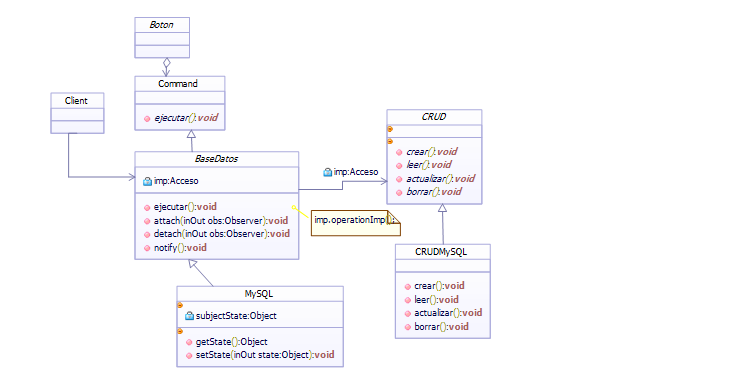 Boton
Command
ejecutar():void
Client
BaseDatos
imp:Acceso
ejecutar():void
attach(inOut obs:Observer):void
detach(inOut obs:Observer):void
notify():void
imp:Acceso
imp.operationImp();
CRUD
crear():void
leer():void
actualizar():void
borrar():void
CRUDMySQL
crear():void
leer():void
actualizar():void
borrar():void
MySQL
subjectState:Object
getState():Object
setState(inOut state:Object):void